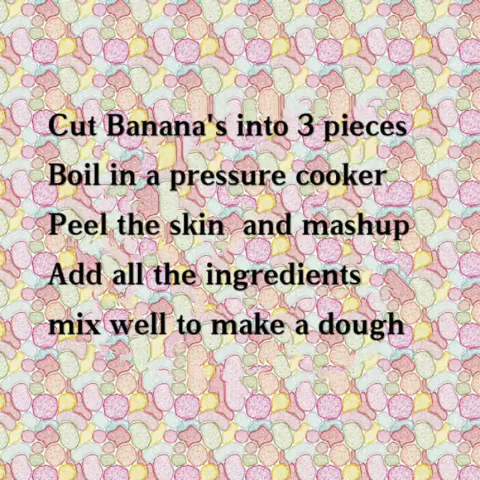 Cut Banana's into 3 pieces
Boil in a pressure cooker
Peel the skin and mashup
Add all the ingredients
mix well to make a dough